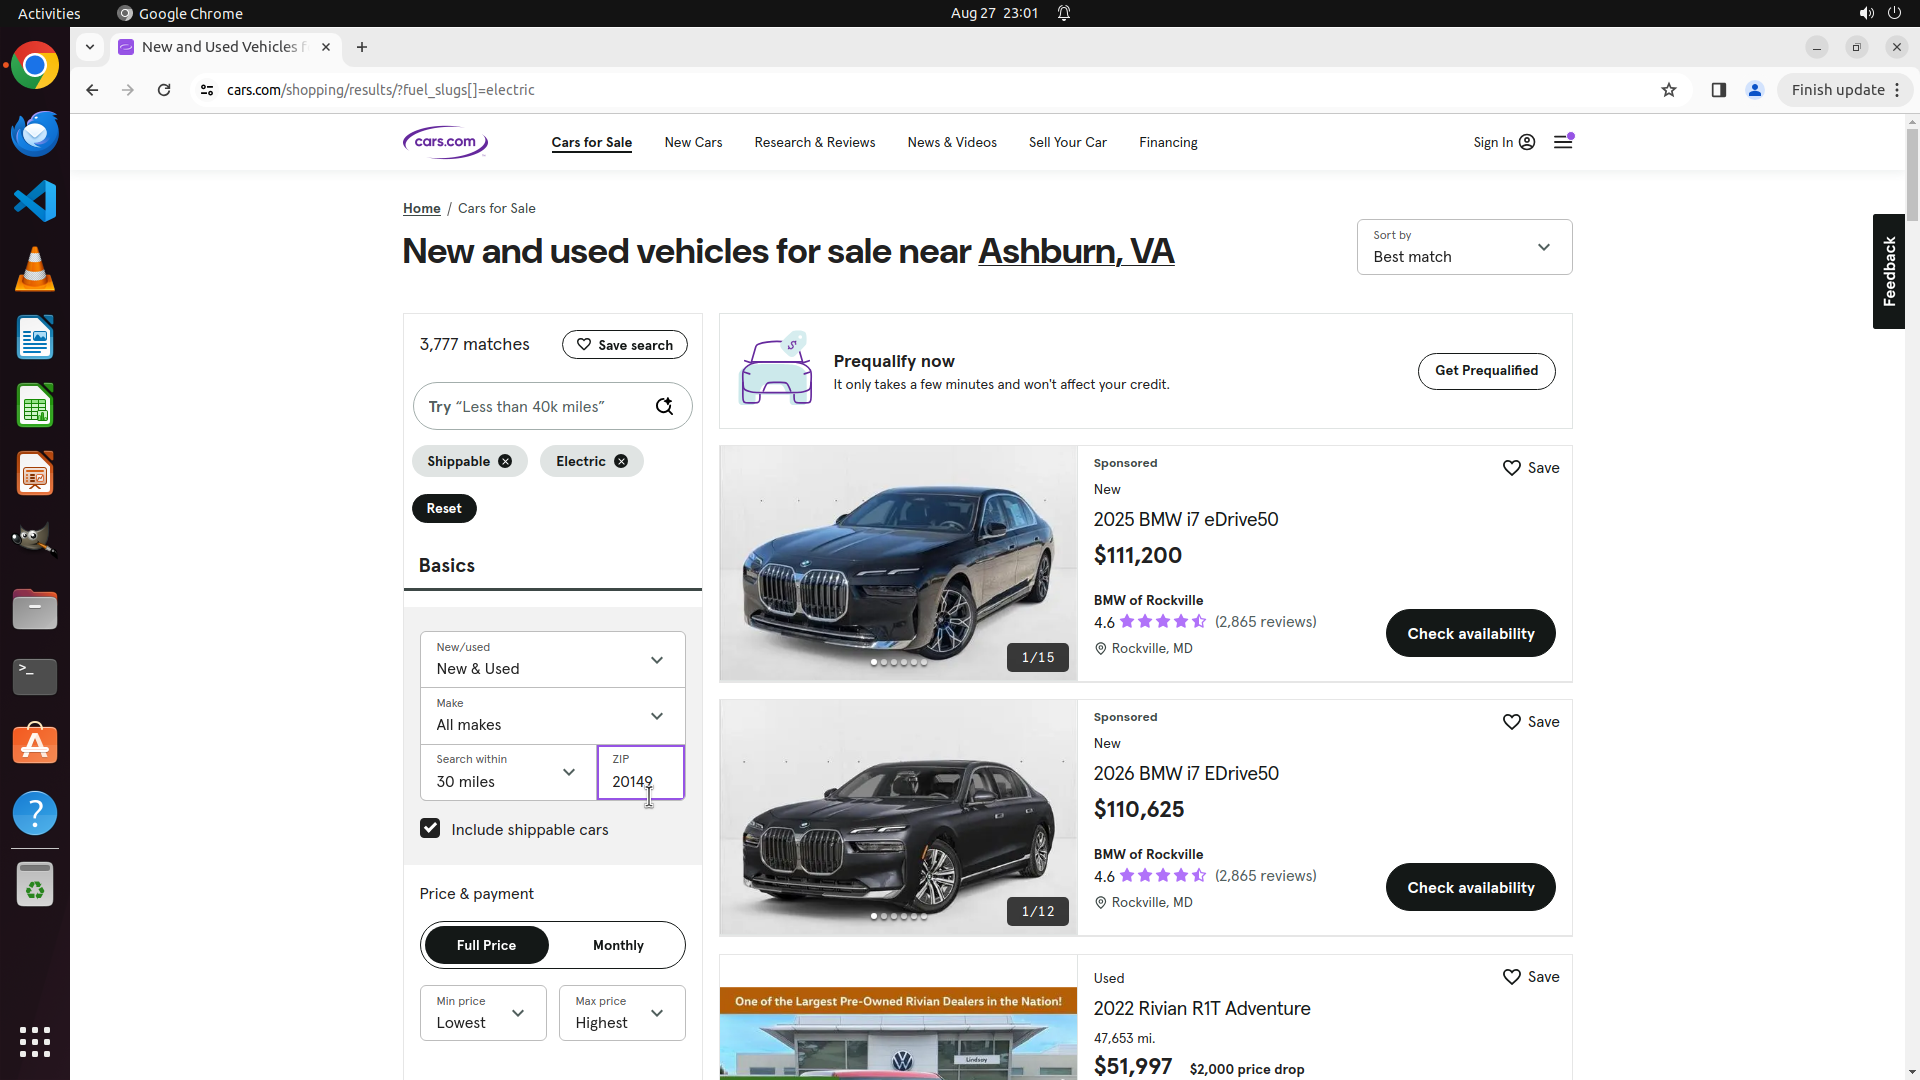 Activities
Google Chrome
Aug 27 23:01
New and Used Vehicles f
cars.com/shopping/results/?fuel_slugs[]=electric
Finish update
cars.com
Cars for Sale
New Cars
Research & Reviews
News & Videos
Sell Your Car
Financing
Sign In
Home / Cars for Sale
New and used vehicles for sale near Ashburn, VA
Sort by
Best match
Feedback
3,777 matches
Save search
Try “Less than 40k miles”
Shippable
Electric
Reset
Basics
New/used
New & Used
Make
All makes
Search within
30 miles
ZIP
20149
Include shippable cars
Price & payment
Full Price
Monthly
Min price
Lowest
Max price
Highest
Prequalify now
It only takes a few minutes and won't affect your credit.
Get Prequalified
1/15
Sponsored
Save
New
2025 BMW i7 eDrive50
$111,200
BMW of Rockville
4.6 (2,865 reviews)
Rockville, MD
Check availability
1/12
Sponsored
Save
New
2026 BMW i7 EDrive50
$110,625
BMW of Rockville
4.6 (2,865 reviews)
Rockville, MD
Check availability
One of the Largest Pre-Owned Rivian Dealers in the Nation!
Lindsay
Used
Save
2022 Rivian R1T Adventure
47,653 mi.
$51,997 $2,000 price drop